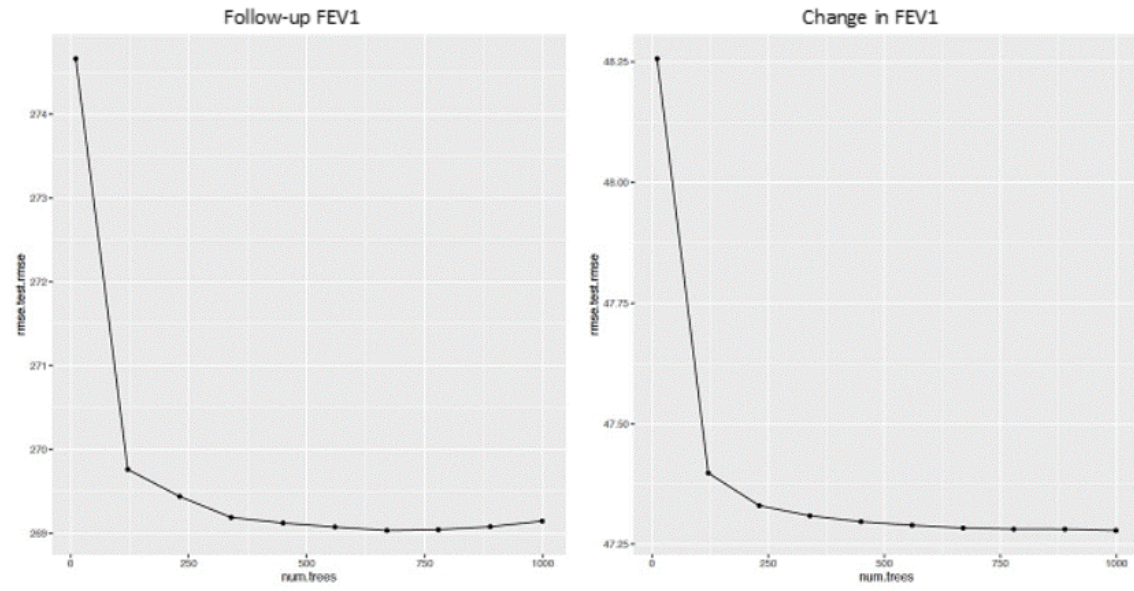 Follow-up FEV1
rmse.test.rmse
274
273
272
271
270
269
0 250 500 750 1000
num.trees
Change in FEV1
rmse.test.rmse
48.25
48.00
47.75
47.50
47.25
0 250 500 750 1000
num.trees